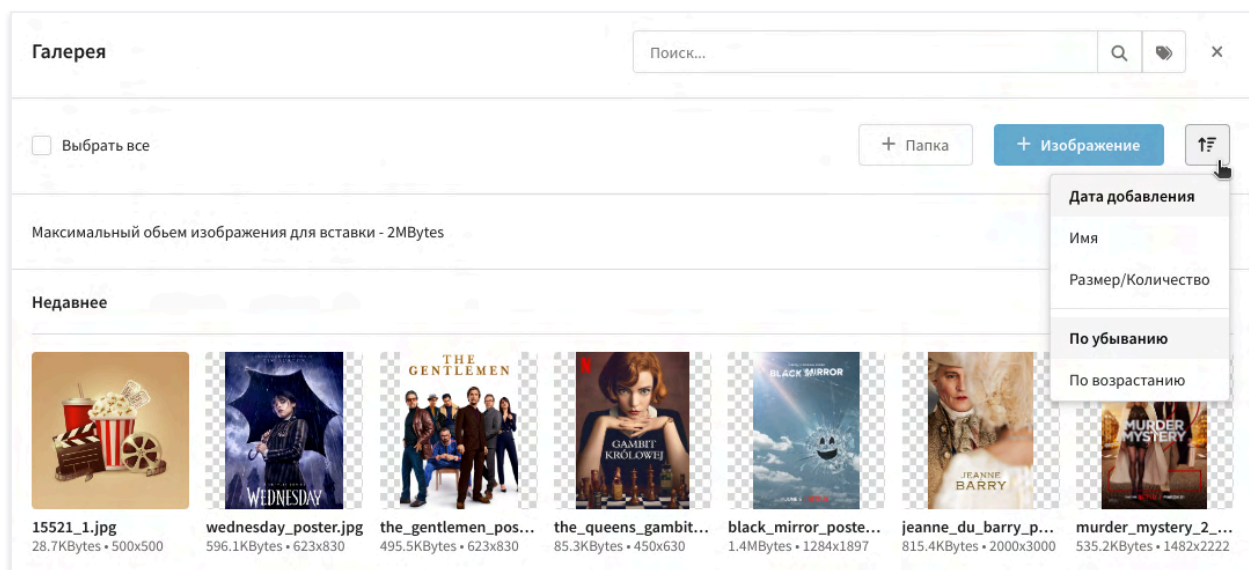 Галерея
Поиск...
Выбрать все
+ Папка
+ Изображение
Дата добавления
Имя
Размер/Количество
По убыванию
По возрастанию
Максимальный обьем изображения для вставки - 2MBytes
Недавнее
WEDNESDAY
THE
GENTLEMEN
N
GAMBIT
KRÓLOWEJ
BLACK MIRROR
JEANNE
BARRY
MURDER
MYSTERY
15521_1.jpg
28.7KBytes • 500x500
wednesday_poster.jpg
596.1KBytes • 623x830
the_gentlemen_pos...
495.5KBytes • 623x830
the_queens_gambit...
85.3KBytes • 450x630
black_mirror_poste...
1.4MBytes • 1284x1897
jeanne_du_barry_p...
815.4KBytes • 2000x3000
murder_mystery_2_...
535.2KBytes • 1482x2222